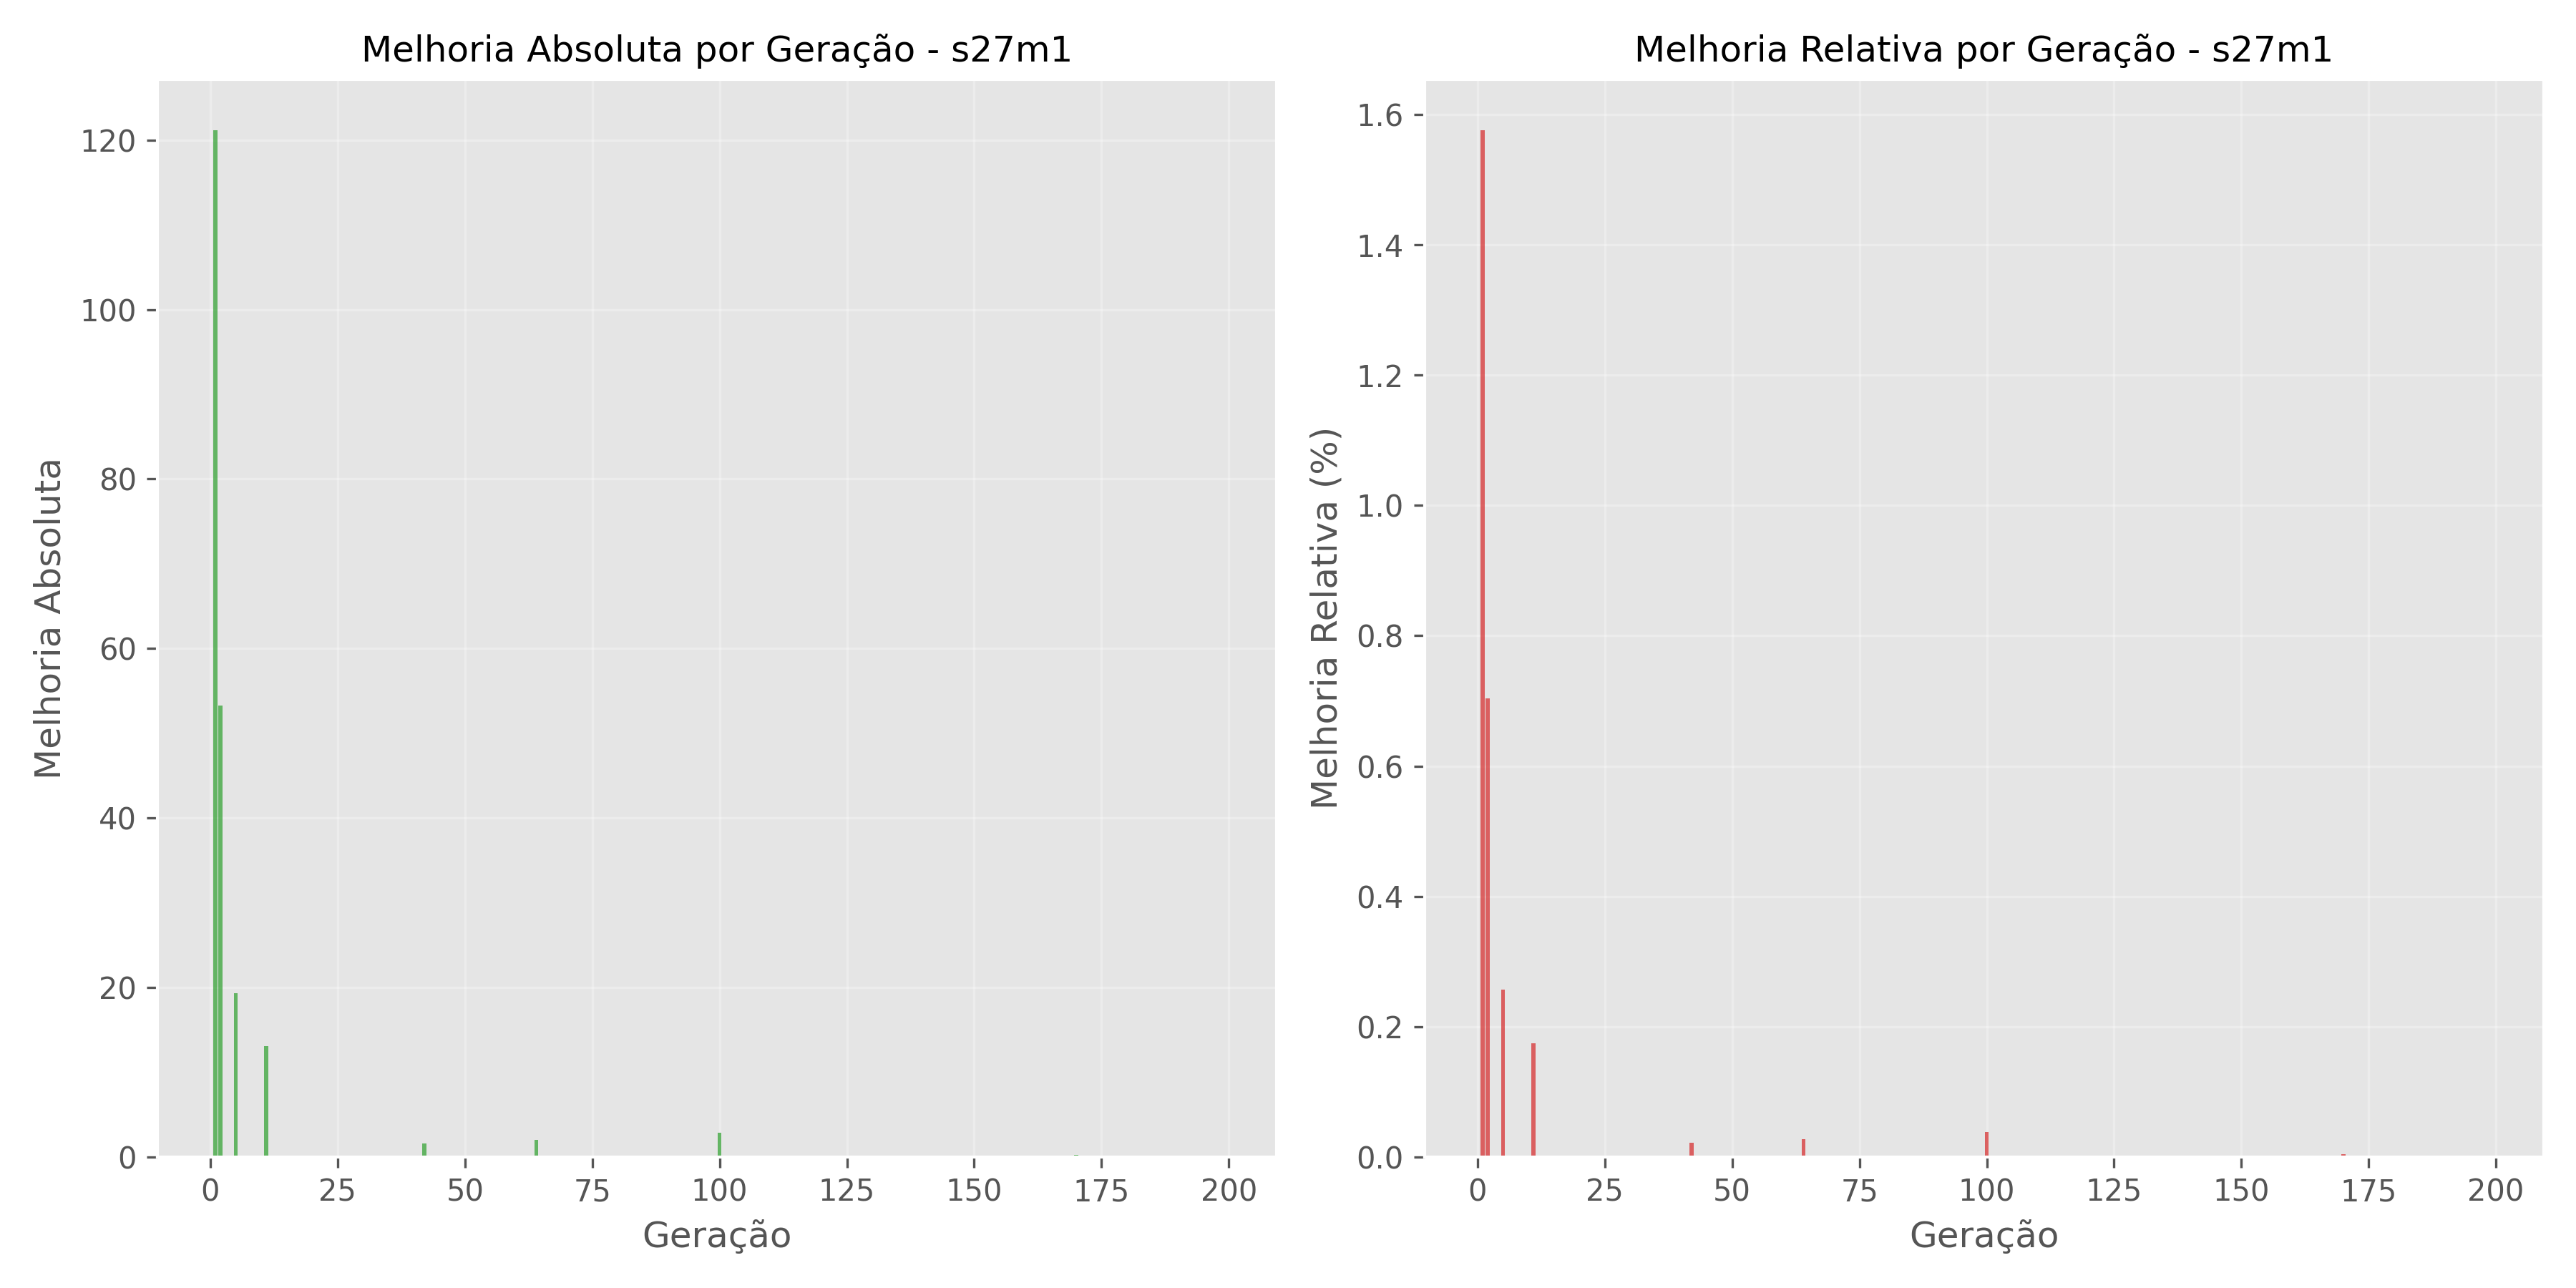 Melhoria Absoluta por Geração - s27m1
120
100
80
60
40
20
0
Melhoria Absoluta
0 25 50 75 100 125 150 175 200
Geração
Melhoria Relativa por Geração - s27m1
1.6
1.4
1.2
1.0
0.8
0.6
0.4
0.2
0.0
Melhoria Relativa (%)
0 25 50 75 100 125 150 175 200
Geração